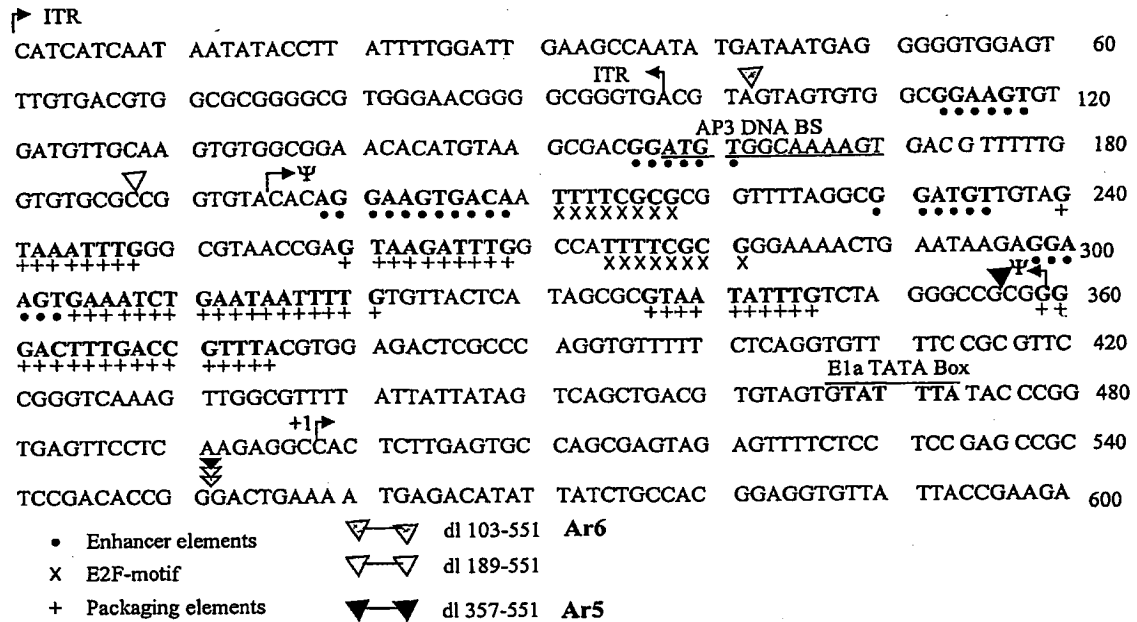 ITR
CATCATCAAT AATATACCTT ATTTTGGATT GAAGCCAATA TGATAATGAG GGGGTGGAGT 60
ITR
TTGTGACGTG GCGCGGGGCG TGGGAACGGG GCGGGTGACG TAGTAGTGTG GCGGAAGTGT 120
AP3 DNA BS
GATGTTGCAA GTGTGGCGGA ACACATGTAA GCGACGGATG TGGCAAAAGT GAC G TTTTTG 180
Ψ
GTGTGCGCCG GTGTACACAGG GAAGTGACAA TTTTCGCGCG GTTTTAGGCG GATGTTGTAG 240
TAAATTTGGG CGTAACCGAG TAAGATTTGG CCATTTTCGC GGGAAAACTG AATAAGAGGA 300
Ψ
AGTGAAATCT GAATAATTTTT GTGTTACTCA TAGCGCGTAA TATTTGTCTA GGGCCGCGGG 360
GACTTTGACC GTTTACGTGG AGACTCGCCC AGGTGTTTTT CTCAGGTGTT TTC CGC GTTC 420
E1a TATA Box
CGGGTCAAAG TTGGCGTTTT ATTATTATAG TCAGCTGACG TGTAGTGTAT TTA TAC CCGG 480
+1
TGAGTTCCTC AAGAGGCCAC TCTTGAGTGC CAGCGAGTAG AGTTTTCTCC TCC GAG CCGC 540
TCCGACACCG GGACTGAAA A TGAGACATAT TATCTGCCAC GGAGGTGTTA TTACCGAAGA 600
• Enhancer elements dl 103-551 Ar6
X E2F-motif dl 189-551
+ Packaging elements dl 357-551 Ar5